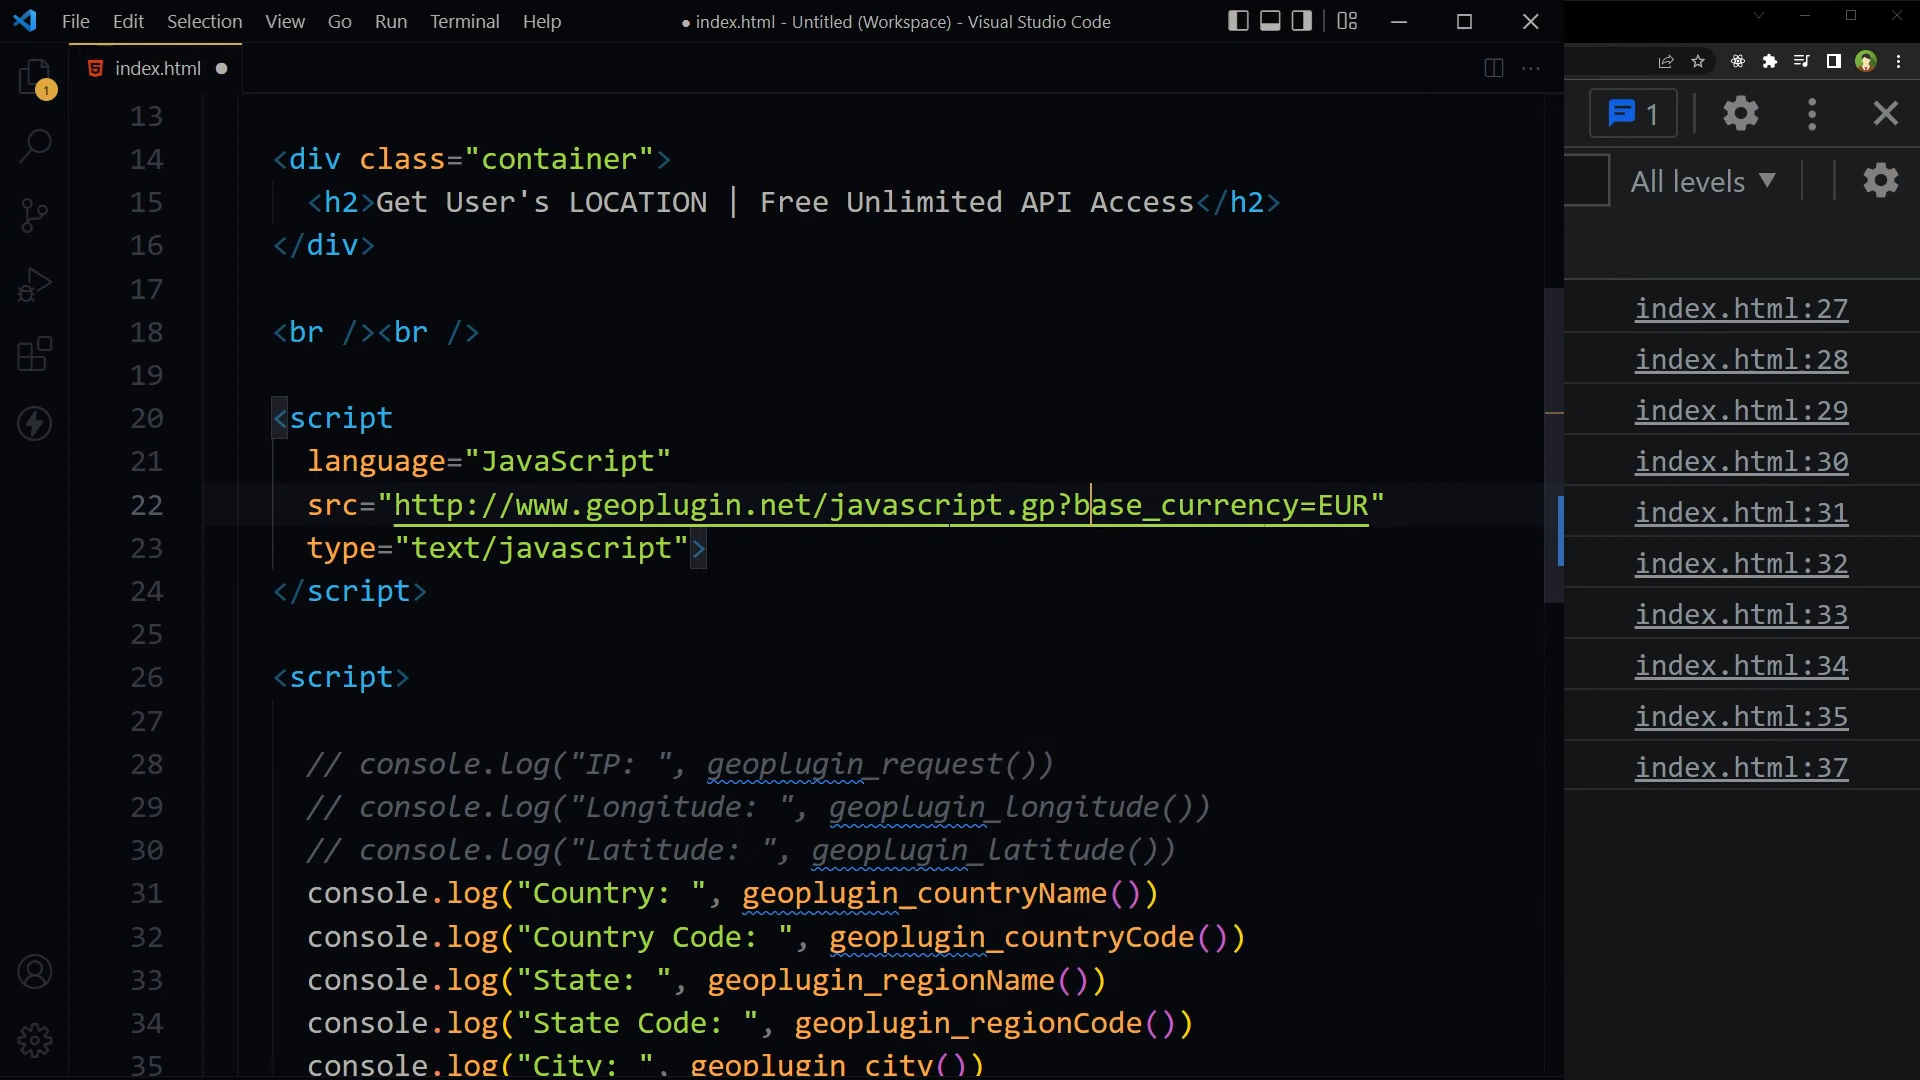 File Edit Selection View Go Run Terminal Help ● index.html - Untitled (Workspace) - Visual Studio Code
index.html ●
1
1
All levels ▼
13
14 <div class="container">
15 <h2>Get User's LOCATION | Free Unlimited API Access</h2>
16 </div>
17
18 <br /><br />
19
20 <script
21 language="JavaScript"
22 src="http://www.geoplugin.net/javascript.gp?base_currency=EUR"
23 type="text/javascript">
24 </script>
25
26 <script>
27
28 // console.log("IP: ", geoplugin_request())
29 // console.log("Longitude: ", geoplugin_longitude())
30 // console.log("Latitude: ", geoplugin_latitude())
31 console.log("Country: ", geoplugin_countryName())
32 console.log("Country Code: ", geoplugin_countryCode())
33 console.log("State: ", geoplugin_regionName())
34 console.log("State Code: ", geoplugin_regionCode())
35 console.log("City: ", geoplugin_city())
index.html:27
index.html:28
index.html:29
index.html:30
index.html:31
index.html:32
index.html:33
index.html:34
index.html:35
index.html:37